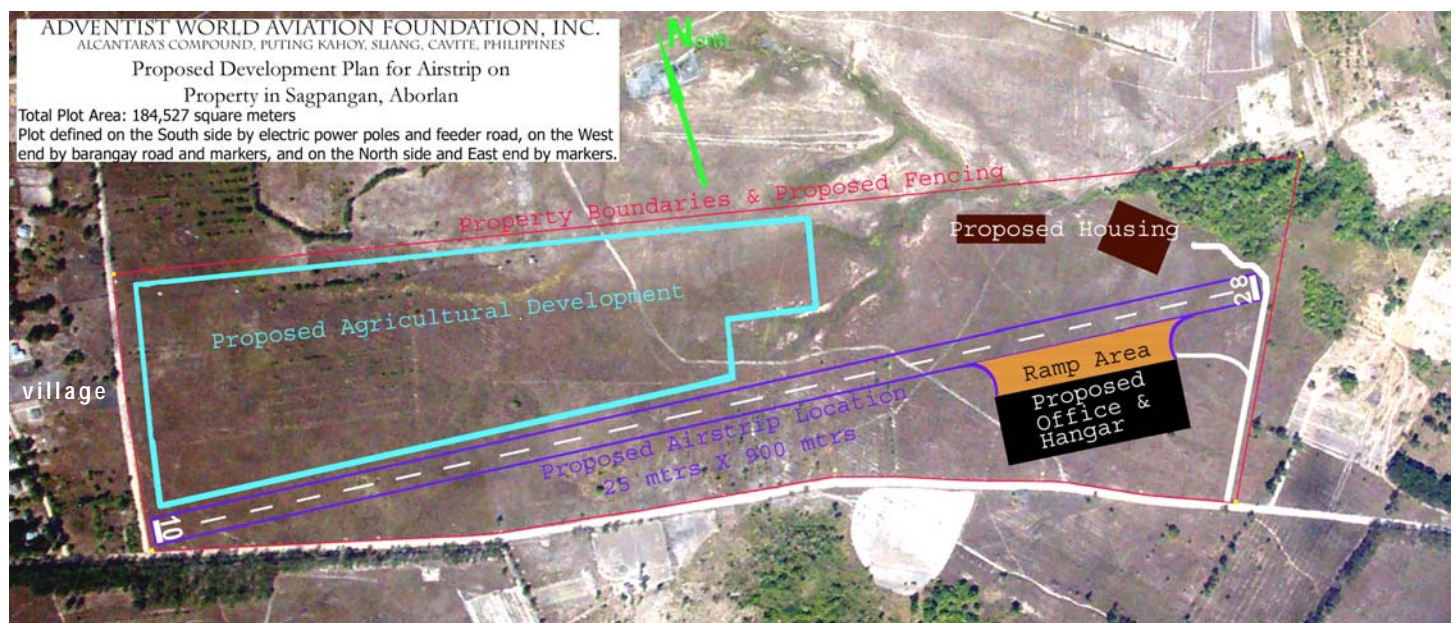 ADVENTIST WORLD AVIATION FOUNDATION, INC.
ALCANTARA'S COMPOUND, PUTING KAHOY, SLIANG, CAVITE, PHILIPPINES
Proposed Development Plan for Airstrip on
Property in Sagpangan, Aborlan
Total Plot Area: 184,527 square meters
Plot defined on the South side by electric power poles and feeder road, on the West
end by barangay road and markers, and on the North side and East end by markers.
North
Property Boundaries & Proposed Fencing
Proposed Housing
Proposed Agricultural Development
28
village
Ramp Area
Proposed
Office &
Hangar
Proposed Airstrip Location
25 mtrs X 900 mtrs
10